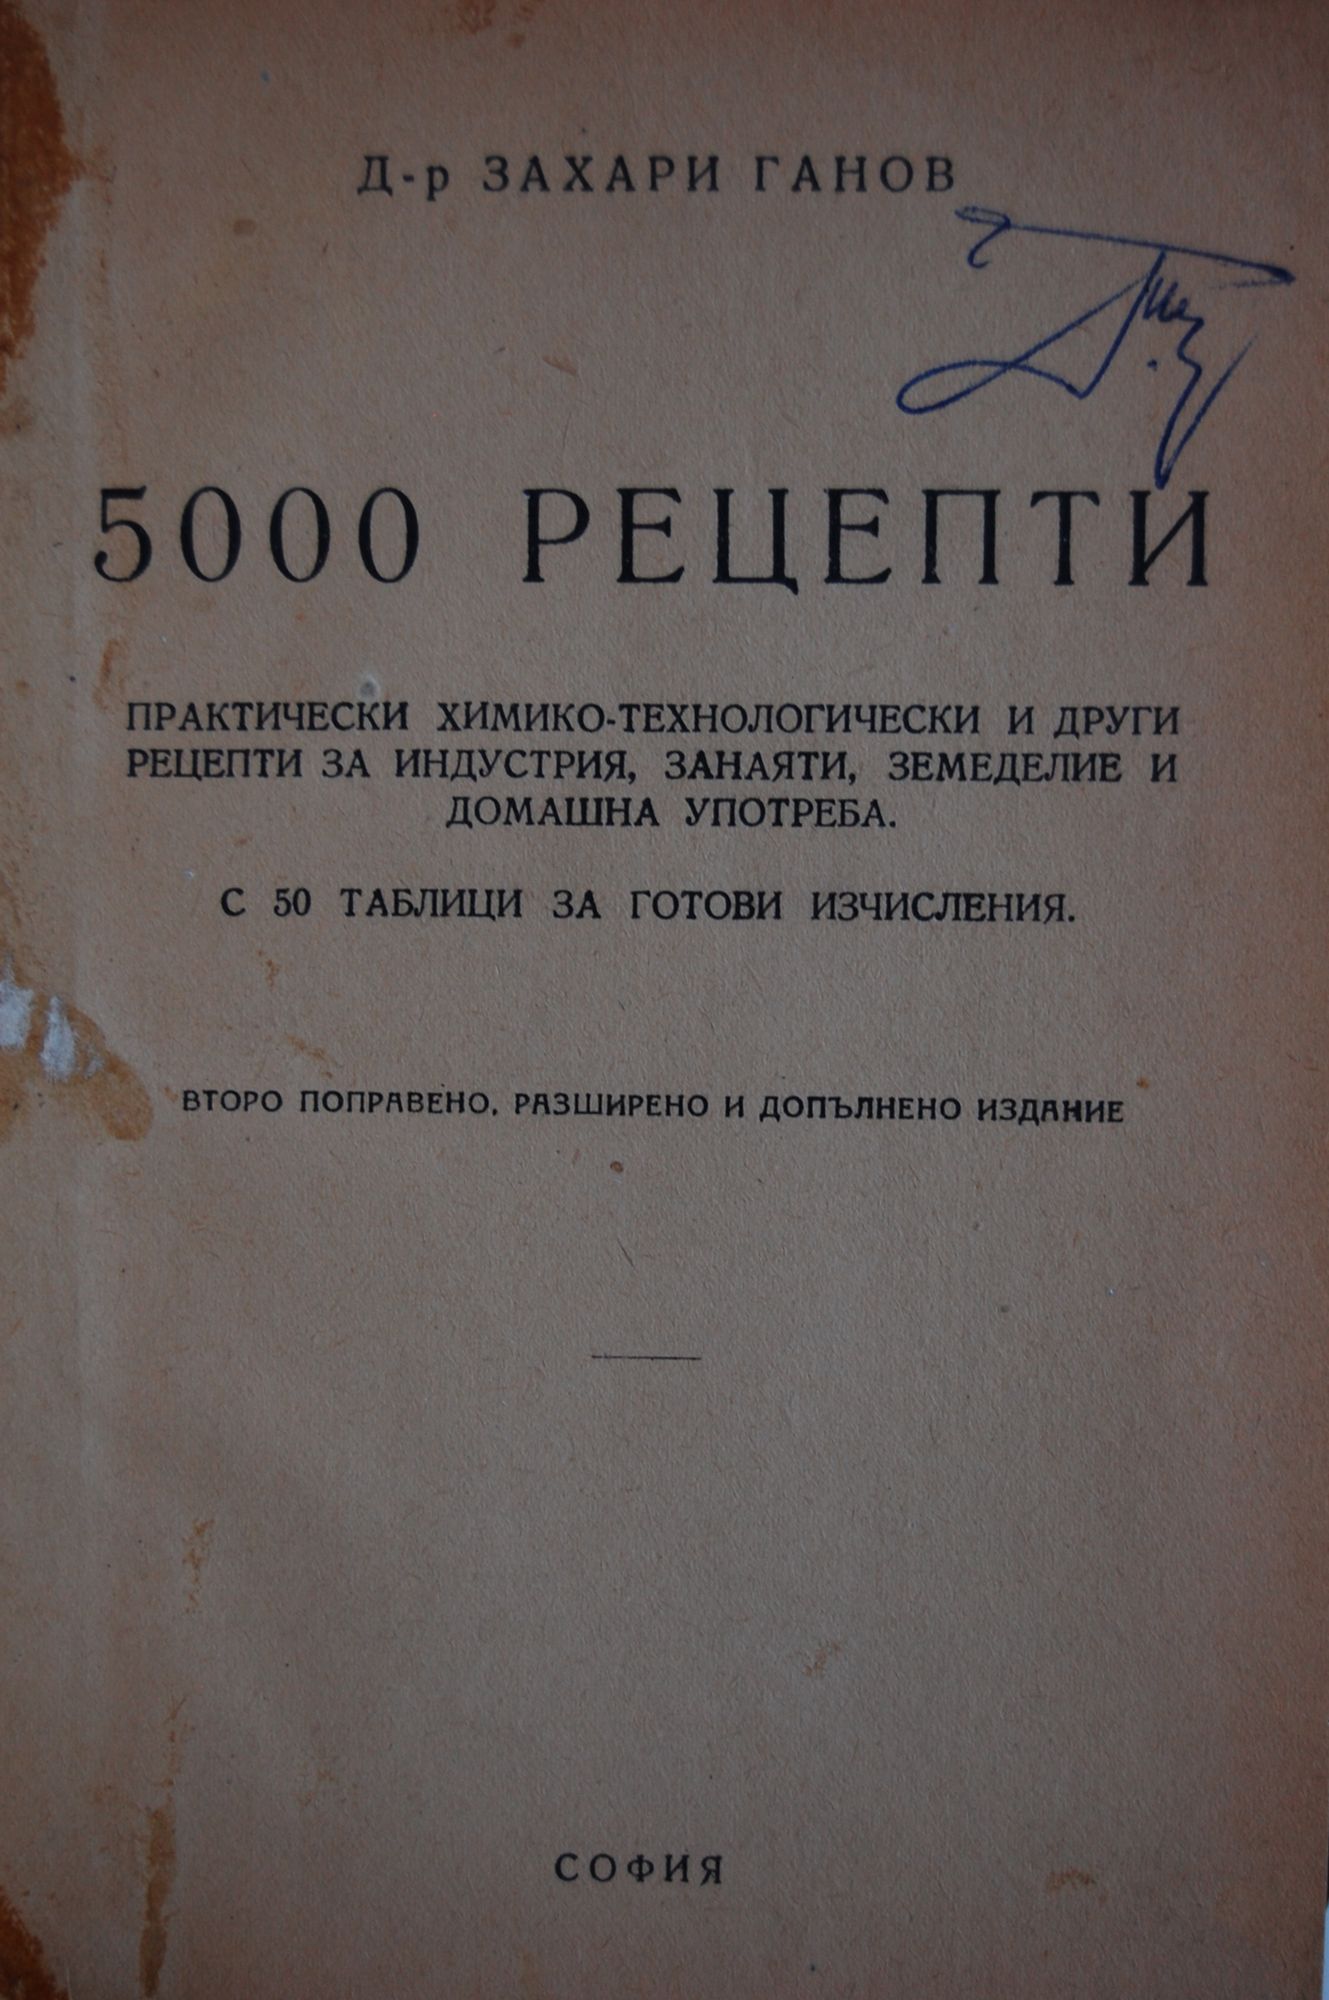 Д-р ЗАХАРИ ГАНОВ
5000 РЕЦЕПТИ
ПРАКТИЧЕСКИ ХИМИКО-ТЕХНОЛОГИЧЕСКИ И ДРУГИ
РЕЦЕПТИ ЗА ИНДУСТРИЯ, ЗАНАЯТИ, ЗЕМЕДЕЛИЕ И
ДОМАШНА УПОТРЕБА.
С 50 ТАБЛИЦИ ЗА ГОТОВИ ИЗЧИСЛЕНИЯ.
ВТОРО ПОПРАВЕНО, РАЗШИРЕНО И ДОПЪЛНЕНО ИЗДАНИЕ
СОФИЯ